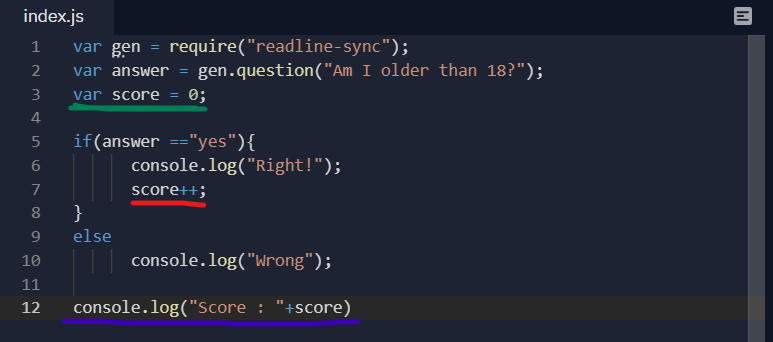 index.js
1 var gen = require("readline-sync");
2 var answer = gen.question("Am I older than 18?");
3 var score = 0;
4
5 if(answer =="yes"){
6 console.log("Right!");
7 score++;
8 }
9 else
10 console.log("Wrong");
11
12 console.log("Score : "+score)